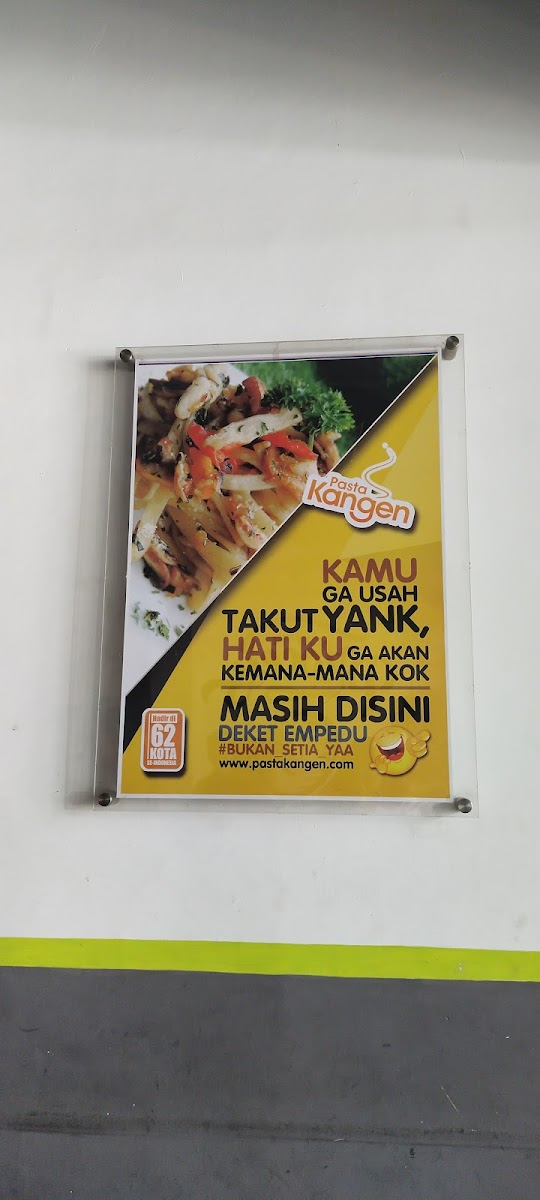 Pasta
Kangen
KAMU
GA USAH
TAKUT YANK,
HATI KU GA AKAN
KEMANA-MANA KOK
MASIH DISINI
DEKET EMPEDU
#BUKAN_SETIA_YAA
www.pastakangen.com
Hadir di
62
KOTA
SE-INDONESIA